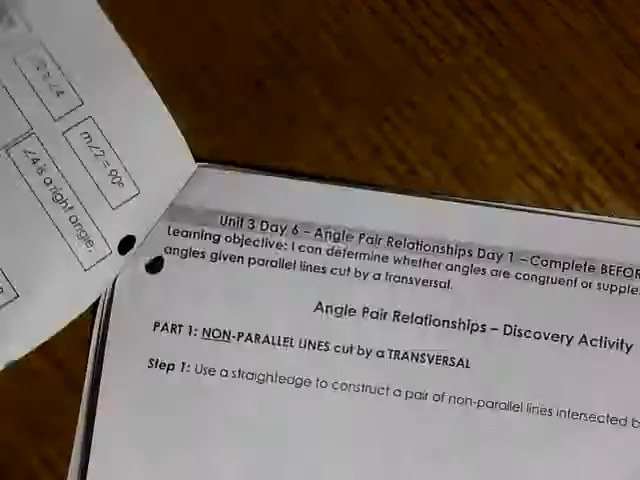 m∠2 = 90°
∠4 is a right angle.
Unit 3 Day 6 – Angle Pair Relationships Day 1 – Complete BEFOR
Learning objective: I can determine whether angles are congruent or supple
angles given parallel lines cut by a transversal.
Angle Pair Relationships – Discovery Activity
PART 1: NON-PARALLEL LINES cut by a TRANSVERSAL
Step 1: Use a straightedge to construct a pair of non-parallel lines intersected b